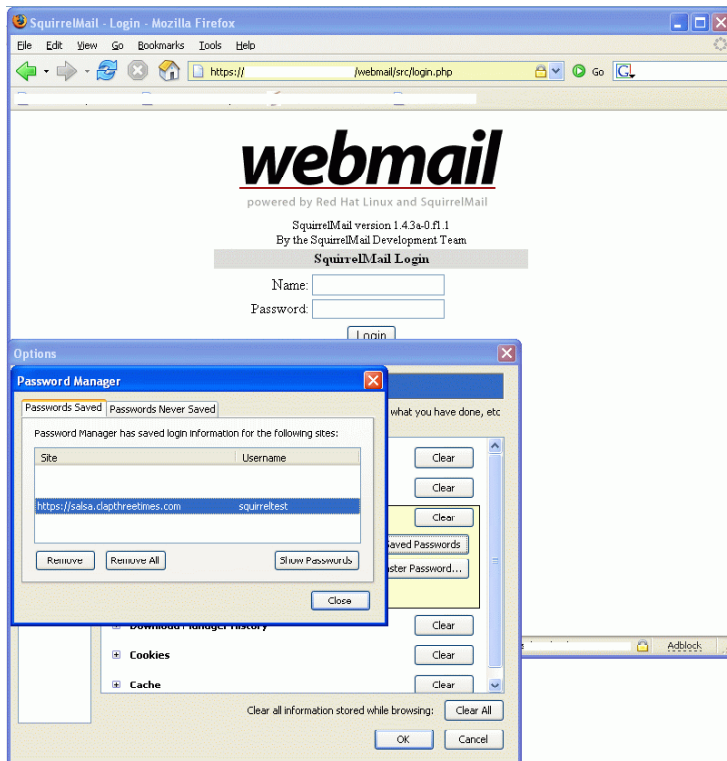 SquirrelMail - Login - Mozilla Firefox
File Edit View Go Bookmarks Tools Help
https:// /webmail/src/login.php Go G
webmail
powered by Red Hat Linux and SquirrelMail
SquirrelMail version 1.4.3a-0.f1.1
By the SquirrelMail Development Team
SquirrelMail Login
Name:
Password:
Login
Options
Password Manager
Passwords Saved Passwords Never Saved
what you have done, etc
Password Manager has saved login information for the following sites:
Site Username
Clear
Clear
https://salsa.clapthreetimes.com squirreltest
Clear
Saved Passwords
Remove Remove All Show Passwords
ster Password...
Close
Download Manager History Clear
Adblock
Cookies Clear
Cache Clear
Clear all information stored while browsing: Clear All
OK Cancel